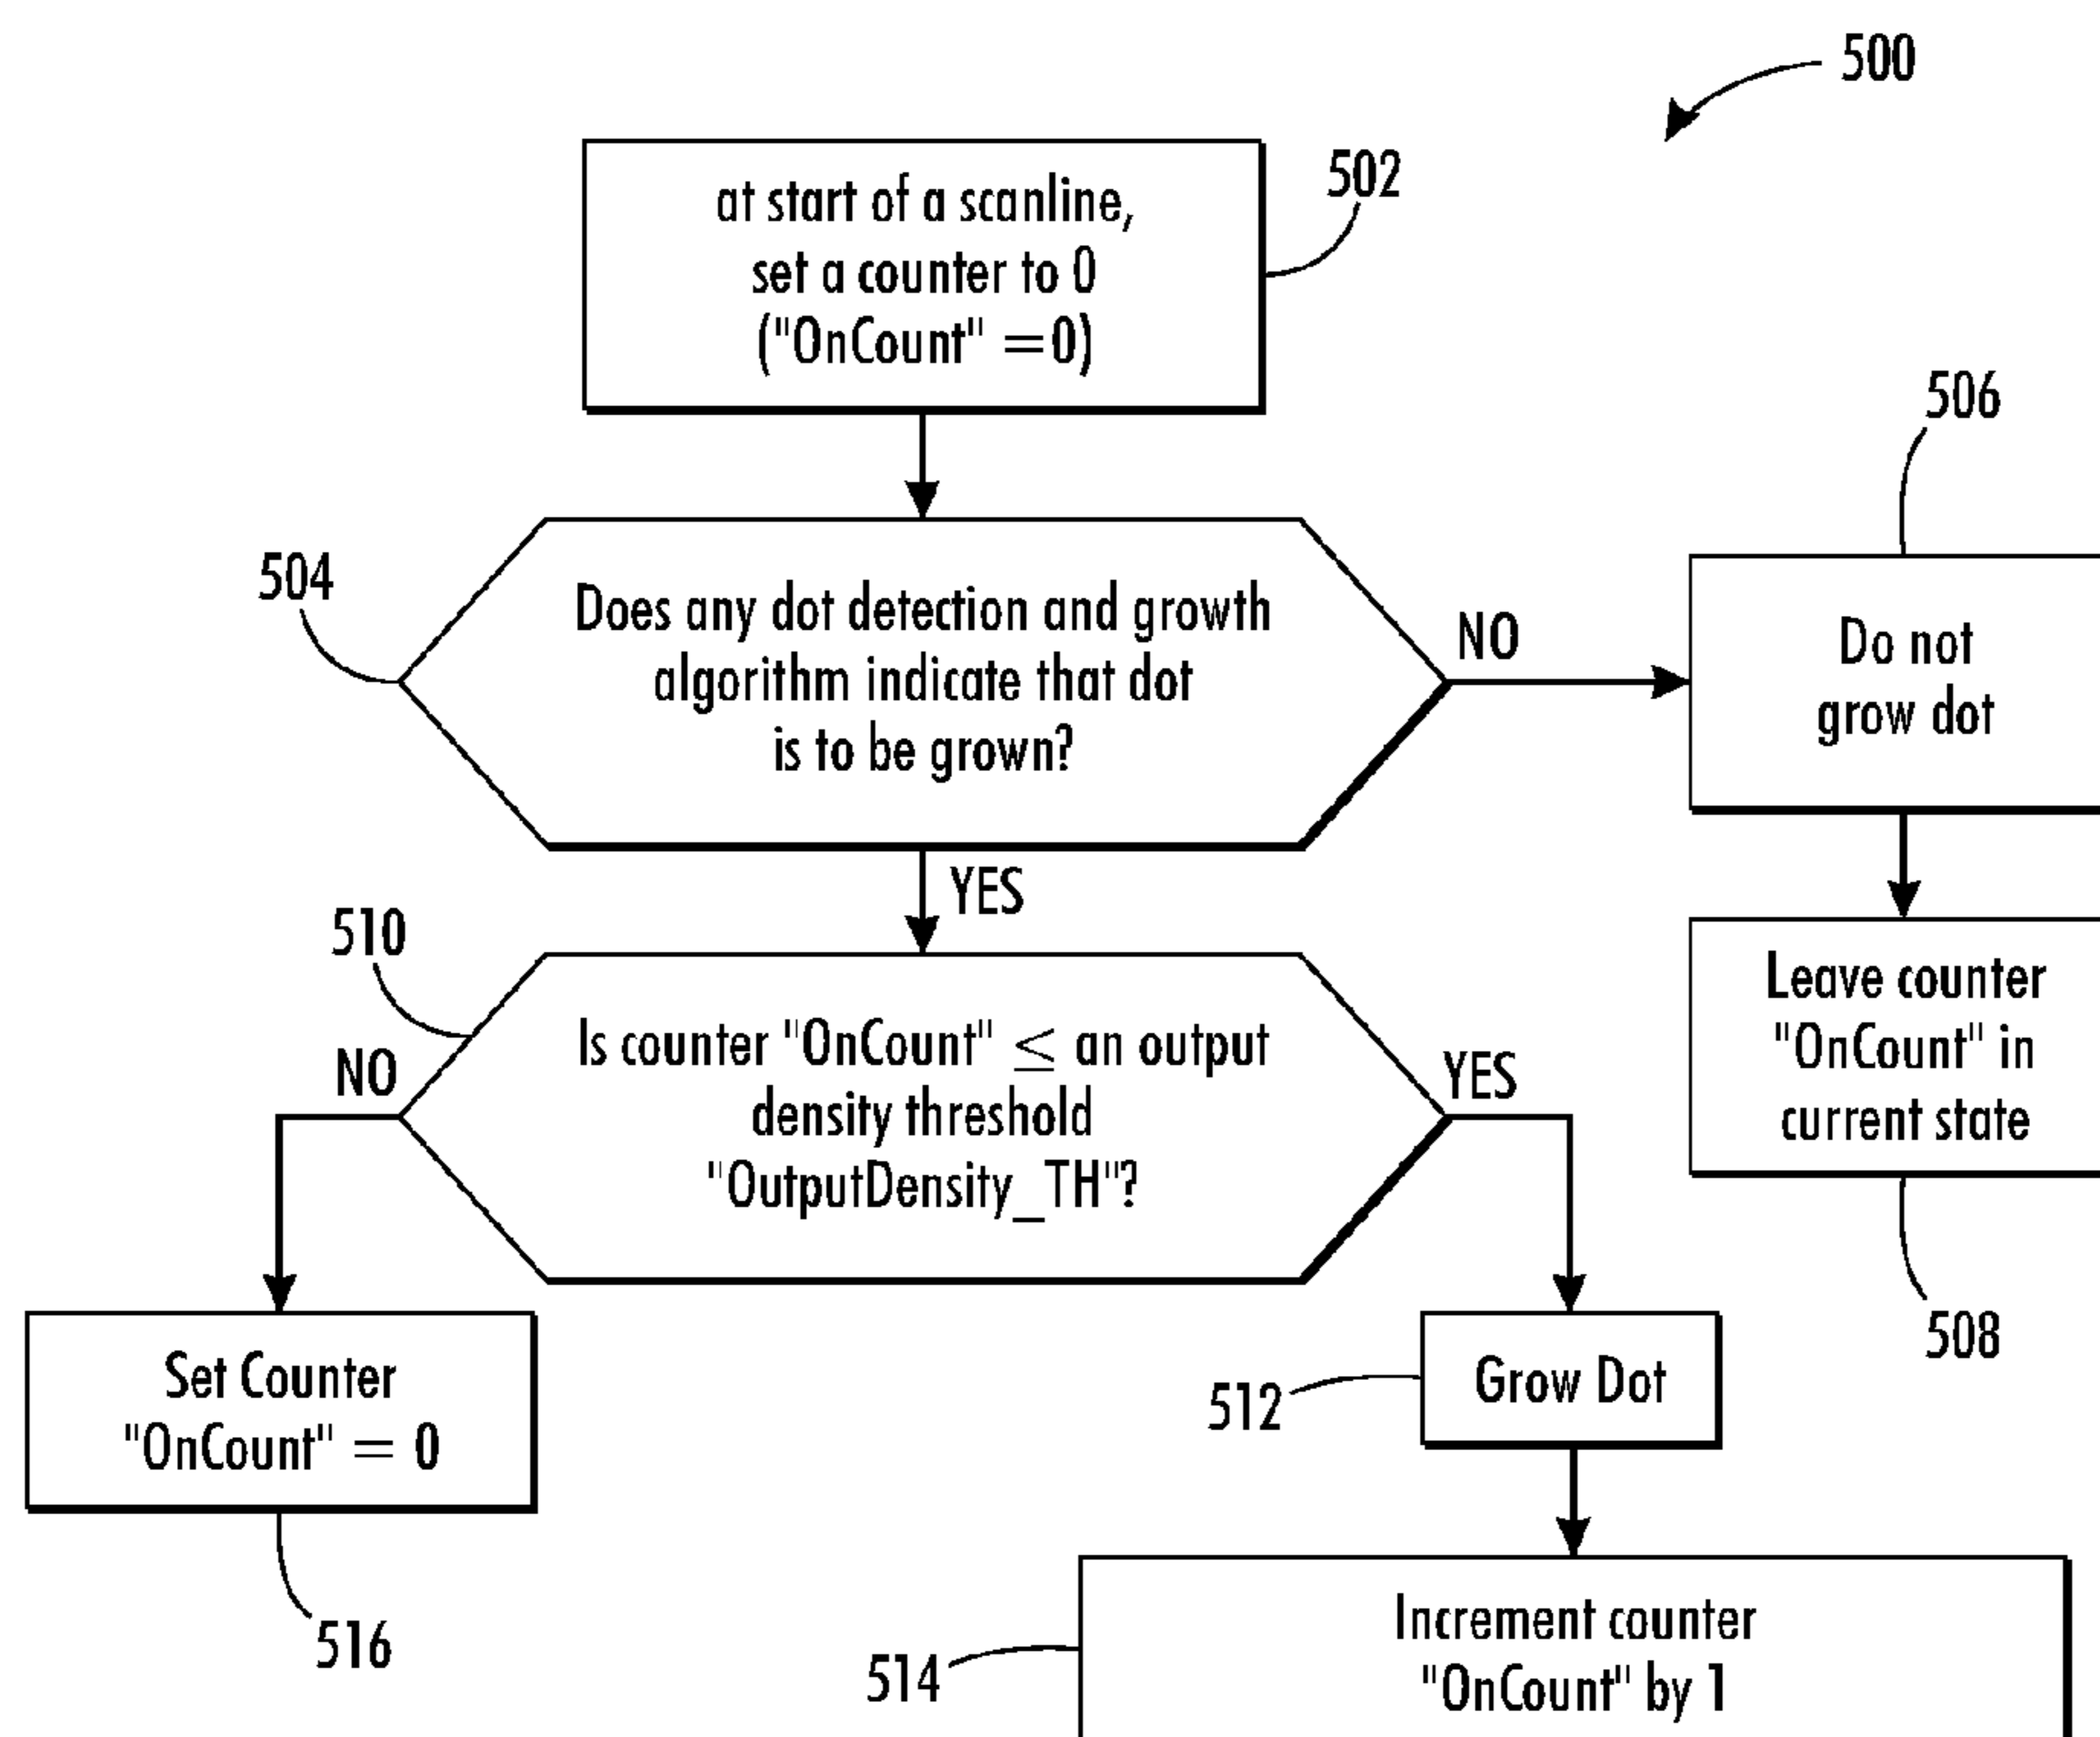 500
502
at start of a scanline,
set a counter to 0
("OnCount" =0)
504
Does any dot detection and growth
algorithm indicate that dot
is to be grown?
NO
506
Do not
grow dot
YES
510
Is counter "OnCount" ≤ an output
density threshold
"OutputDensity_TH"?
NO
YES
Leave counter
"OnCount" in
current state
508
Set Counter
"OnCount" = 0
516
512
Grow Dot
514
Increment counter
"OnCount" by 1